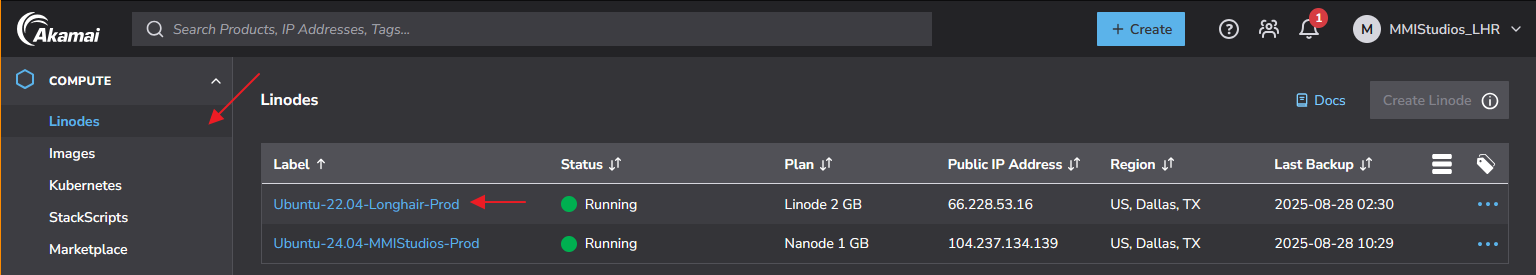 Akamai
Search Products, IP Addresses, Tags...
+ Create
1
M
MMIStudios_LHR
COMPUTE
Linodes
Images
Kubernetes
StackScripts
Marketplace
Linodes
Docs
Create Linode
Label Status Plan Public IP Address Region Last Backup
Ubuntu-22.04-Longhair-Prod Running Linode 2 GB 66.228.53.16 US, Dallas, TX 2025-08-28 02:30
Ubuntu-24.04-MMIStudios-Prod Running Nanode 1 GB 104.237.134.139 US, Dallas, TX 2025-08-28 10:29